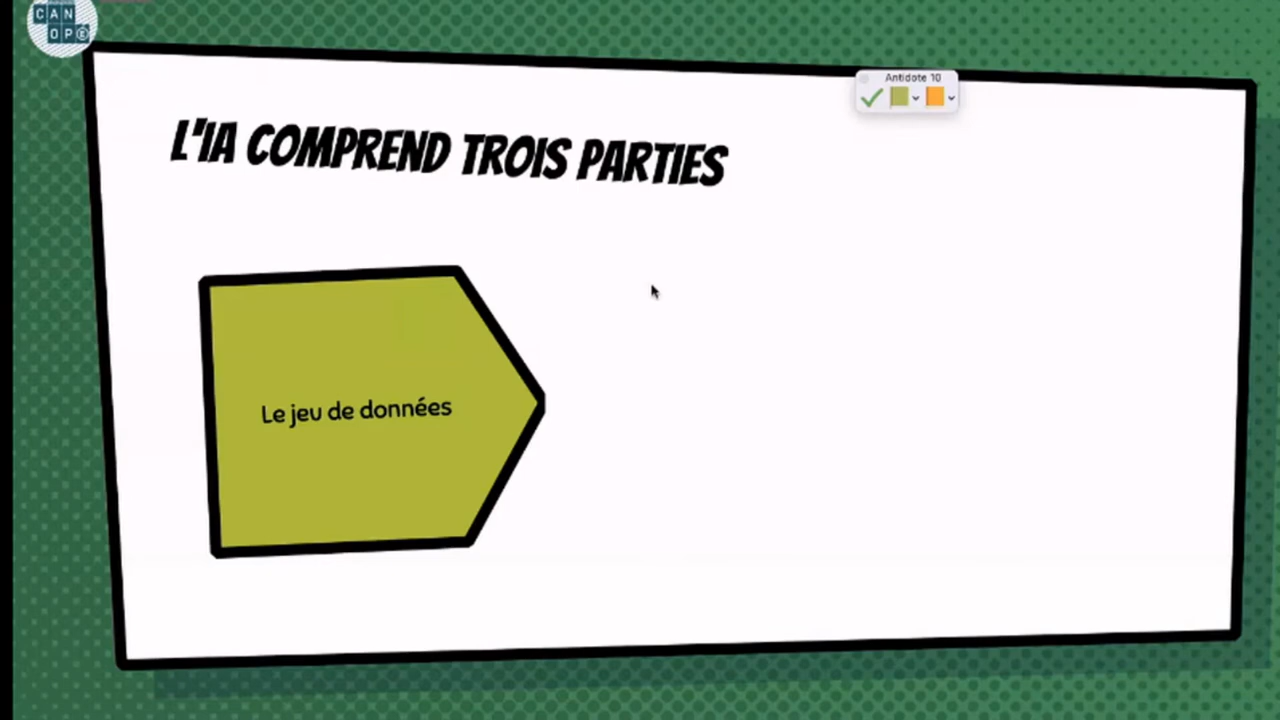 CAN
OPÉ
Antidote 10
L'IA COMPREND TROIS PARTIES
Le jeu de données